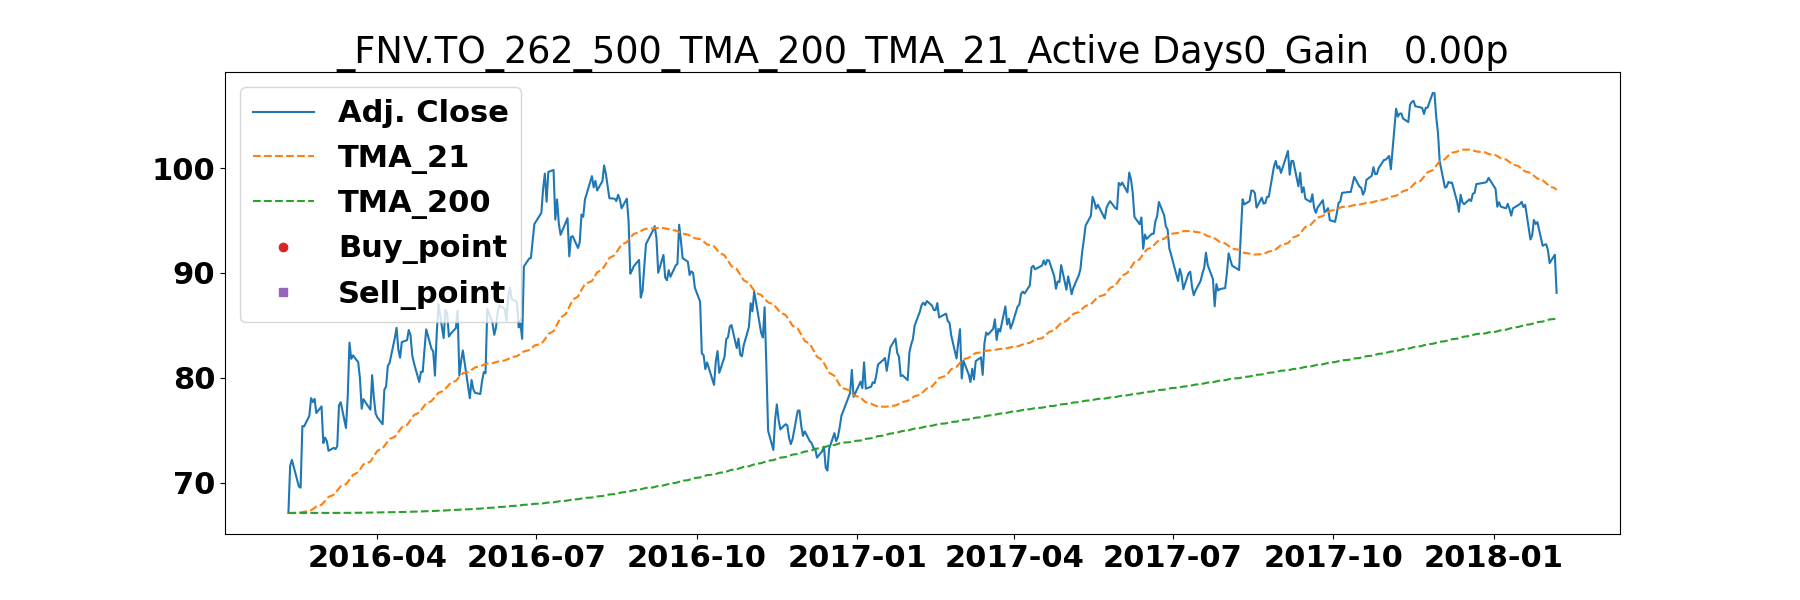 _FNV.TO_262_500_TMA_200_TMA_21_Active Days0_Gain   0.00p
Adj. Close
TMA_21
TMA_200
Buy_point
Sell_point
100
90
80
70
2016-04 2016-07 2016-10 2017-01 2017-04 2017-07 2017-10 2018-01